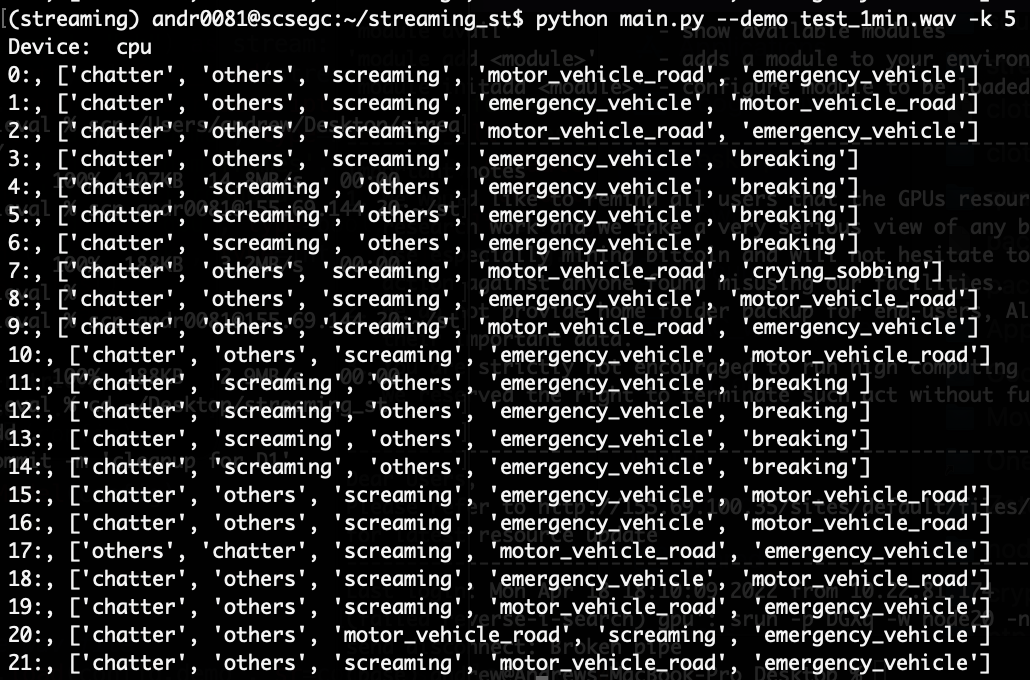 (streaming) andr0081@scsegc:~/streaming_st$ python main.py --demo test_1min.wav -k 5
Device:  cpu
0:, ['chatter', 'others', 'screaming', 'motor_vehicle_road', 'emergency_vehicle']
1:, ['chatter', 'others', 'screaming', 'emergency_vehicle', 'motor_vehicle_road']
2:, ['chatter', 'others', 'screaming', 'motor_vehicle_road', 'emergency_vehicle']
3:, ['chatter', 'others', 'screaming', 'emergency_vehicle', 'breaking']
4:, ['chatter', 'screaming', 'others', 'emergency_vehicle', 'breaking']
5:, ['chatter', 'screaming', 'others', 'emergency_vehicle', 'breaking']
6:, ['chatter', 'screaming', 'others', 'emergency_vehicle', 'breaking']
7:, ['chatter', 'others', 'screaming', 'motor_vehicle_road', 'crying_sobbing']
8:, ['chatter', 'others', 'screaming', 'emergency_vehicle', 'motor_vehicle_road']
9:, ['chatter', 'others', 'screaming', 'motor_vehicle_road', 'emergency_vehicle']
10:, ['chatter', 'others', 'screaming', 'emergency_vehicle', 'motor_vehicle_road']
11:, ['chatter', 'screaming', 'others', 'emergency_vehicle', 'breaking']
12:, ['chatter', 'screaming', 'others', 'emergency_vehicle', 'breaking']
13:, ['chatter', 'screaming', 'others', 'emergency_vehicle', 'breaking']
14:, ['chatter', 'screaming', 'others', 'emergency_vehicle', 'breaking']
15:, ['chatter', 'others', 'screaming', 'emergency_vehicle', 'motor_vehicle_road']
16:, ['chatter', 'others', 'screaming', 'emergency_vehicle', 'motor_vehicle_road']
17:, ['others', 'chatter', 'screaming', 'motor_vehicle_road', 'emergency_vehicle']
18:, ['chatter', 'others', 'screaming', 'emergency_vehicle', 'motor_vehicle_road']
19:, ['chatter', 'others', 'screaming', 'motor_vehicle_road', 'emergency_vehicle']
20:, ['chatter', 'others', 'motor_vehicle_road', 'screaming', 'emergency_vehicle']
21:, ['chatter', 'others', 'screaming', 'motor_vehicle_road', 'emergency_vehicle']